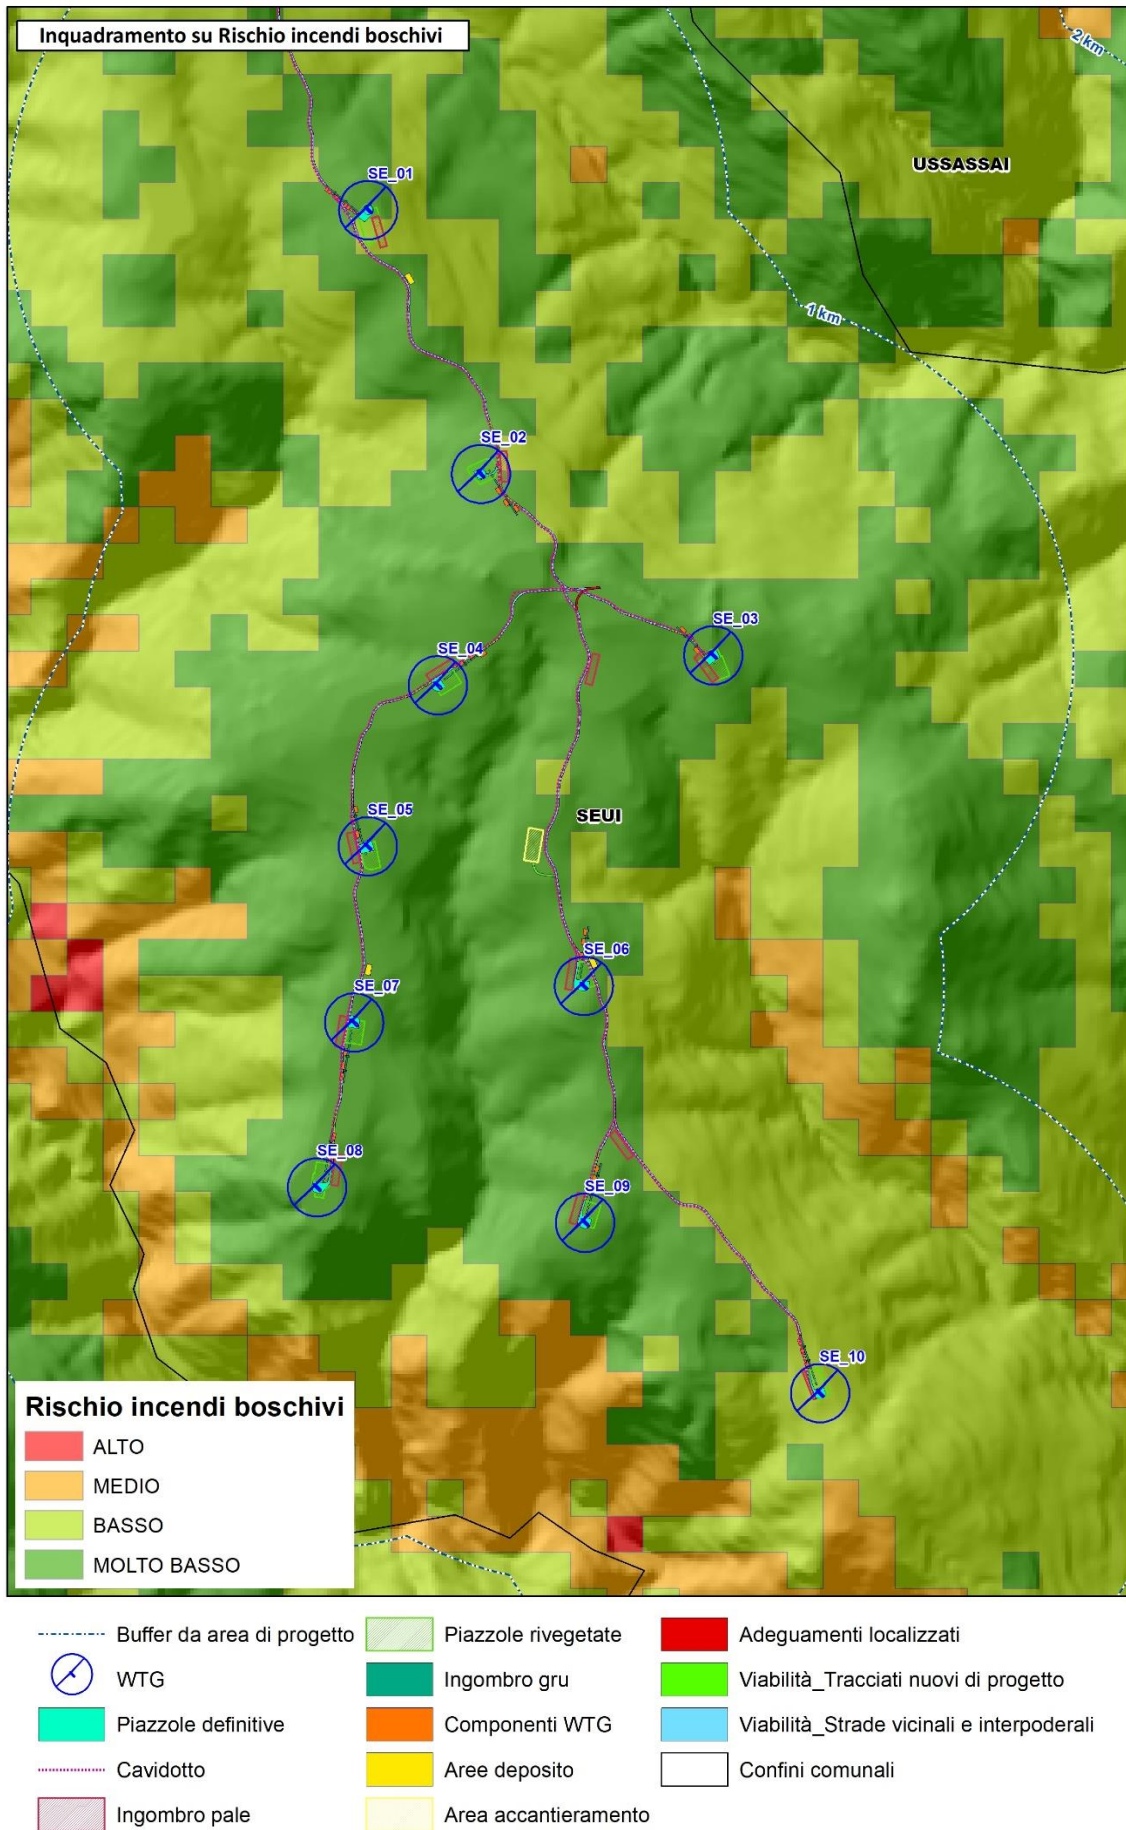 Inquadramento su Rischio incendi boschivi
2 km
USSASSAI
SE_01
1 km
SE_02
SE_03
SE_04
SE_05
SEUI
SE_06
SE_07
SE_08
SE_09
SE_10
Rischio incendi boschivi
ALTO
MEDIO
BASSO
MOLTO BASSO
Buffer da area di progetto
WTG
Piazzole definitive
Cavidotto
Ingombro pale
Piazzole rivegetate
Ingombro gru
Componenti WTG
Aree deposito
Area accantieramento
Adeguamenti localizzati
Viabilità_Tracciati nuovi di progetto
Viabilità_Strade vicinali e interpoderali
Confini comunali